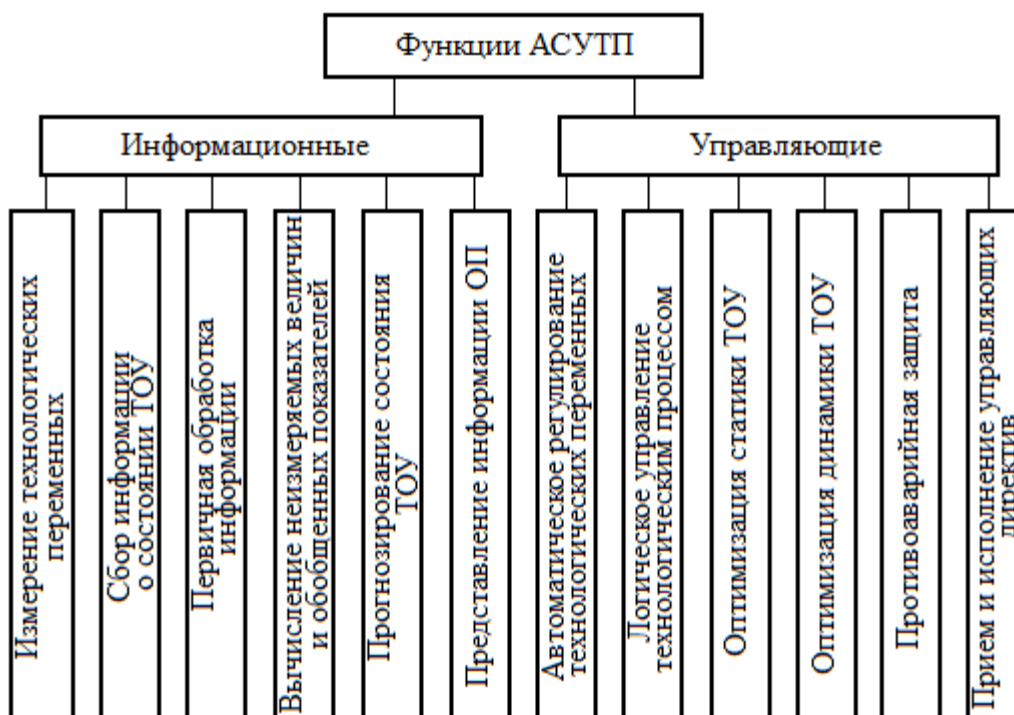 Функции АСУТП
Информационные
Управляющие
Измерение технологических
переменных
Сбор информации
о состоянии ТОУ
Первичная обработка
информации
Вычисление неизмеряемых величин
и обобщенных показателей
Прогнозирование состояния
ТОУ
Представление информации ОП
Автоматическое регулирование
технологических переменных
Логическое управление
технологическим процессом
Оптимизация статики ТОУ
Оптимизация динамики ТОУ
Противоаварийная защита
Прием и исполнение управляющих
директив